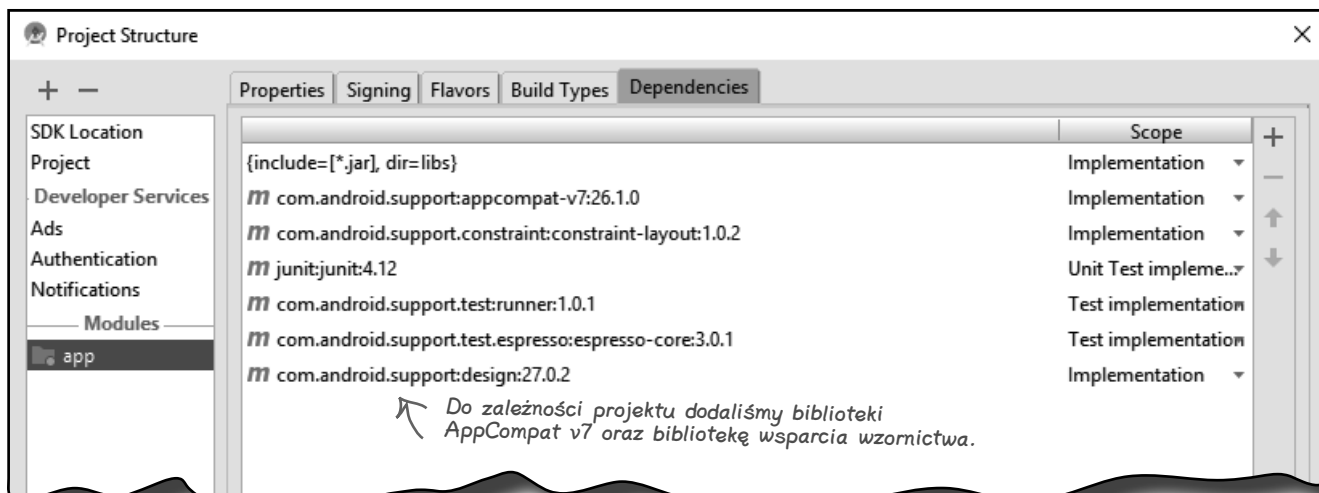 Project Structure
Properties Signing Flavors Build Types Dependencies
SDK Location
Project
Developer Services
Ads
Authentication
Notifications
Modules
app
Scope
{include=[*.jar], dir=libs} Implementation
m com.android.support:appcompat-v7:26.1.0 Implementation
m com.android.support.constraint:constraint-layout:1.0.2 Implementation
m junit:junit:4.12 Unit Test impleme...
m com.android.support.test:runner:1.0.1 Test implementation
m com.android.support.test.espresso:espresso-core:3.0.1 Test implementation
m com.android.support:design:27.0.2 Implementation
Do zależności projektu dodaliśmy biblioteki
AppCompat v7 oraz bibliotekę wsparcia wzornictwa.